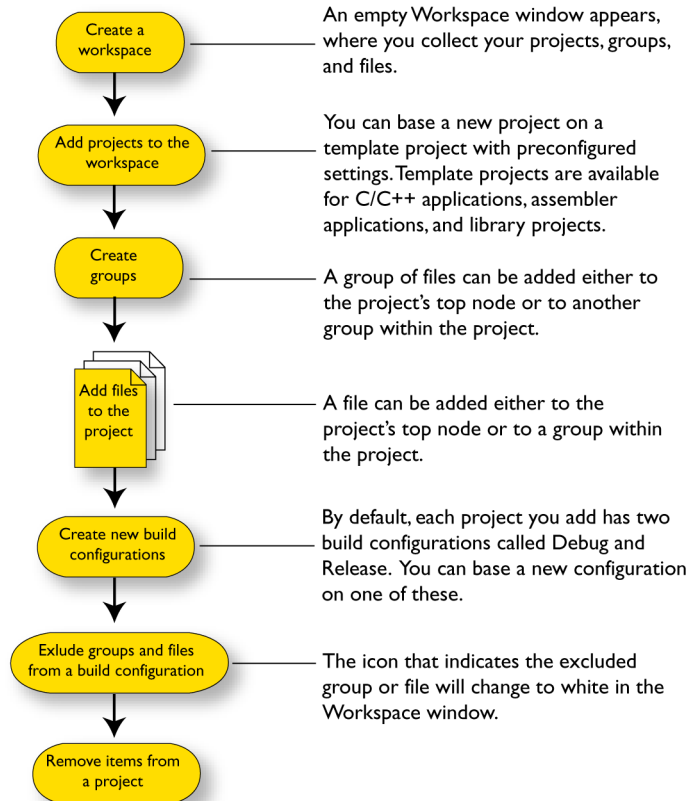 Create a
workspace
An empty Workspace window appears,
where you collect your projects, groups,
and files.
Add projects to the
workspace
You can base a new project on a
template project with preconfigured
settings. Template projects are available
for C/C++ applications, assembler
applications, and library projects.
Create
groups
A group of files can be added either to
the project's top node or to another
group within the project.
Add files
to the
project
A file can be added either to the
project's top node or to a group within
the project.
Create new build
configurations
By default, each project you add has two
build configurations called Debug and
Release. You can base a new configuration
on one of these.
Exlude groups and files
from a build configuration
The icon that indicates the excluded
group or file will change to white in the
Workspace window.
Remove items from
a project